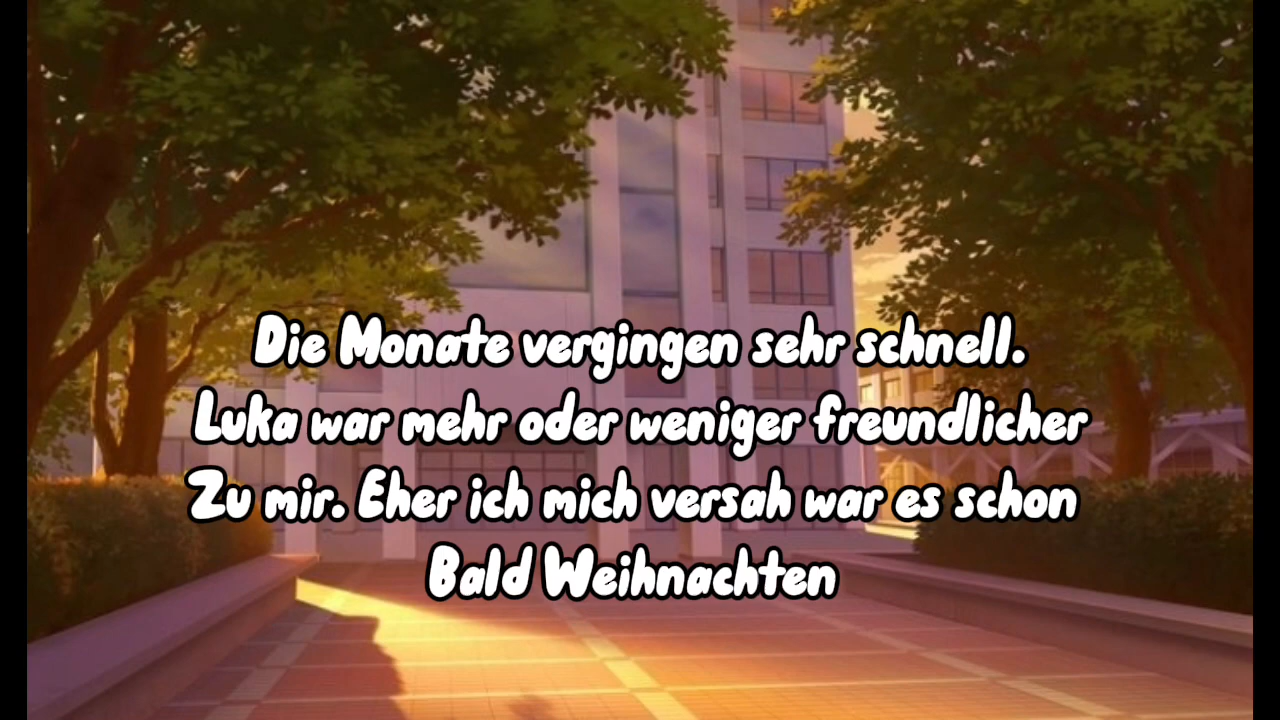 Die Monate vergingen sehr schnell.
Luka war mehr oder weniger freundlicher
Zu mir. Eher ich mich versah war es schon
Bald Weihnachten